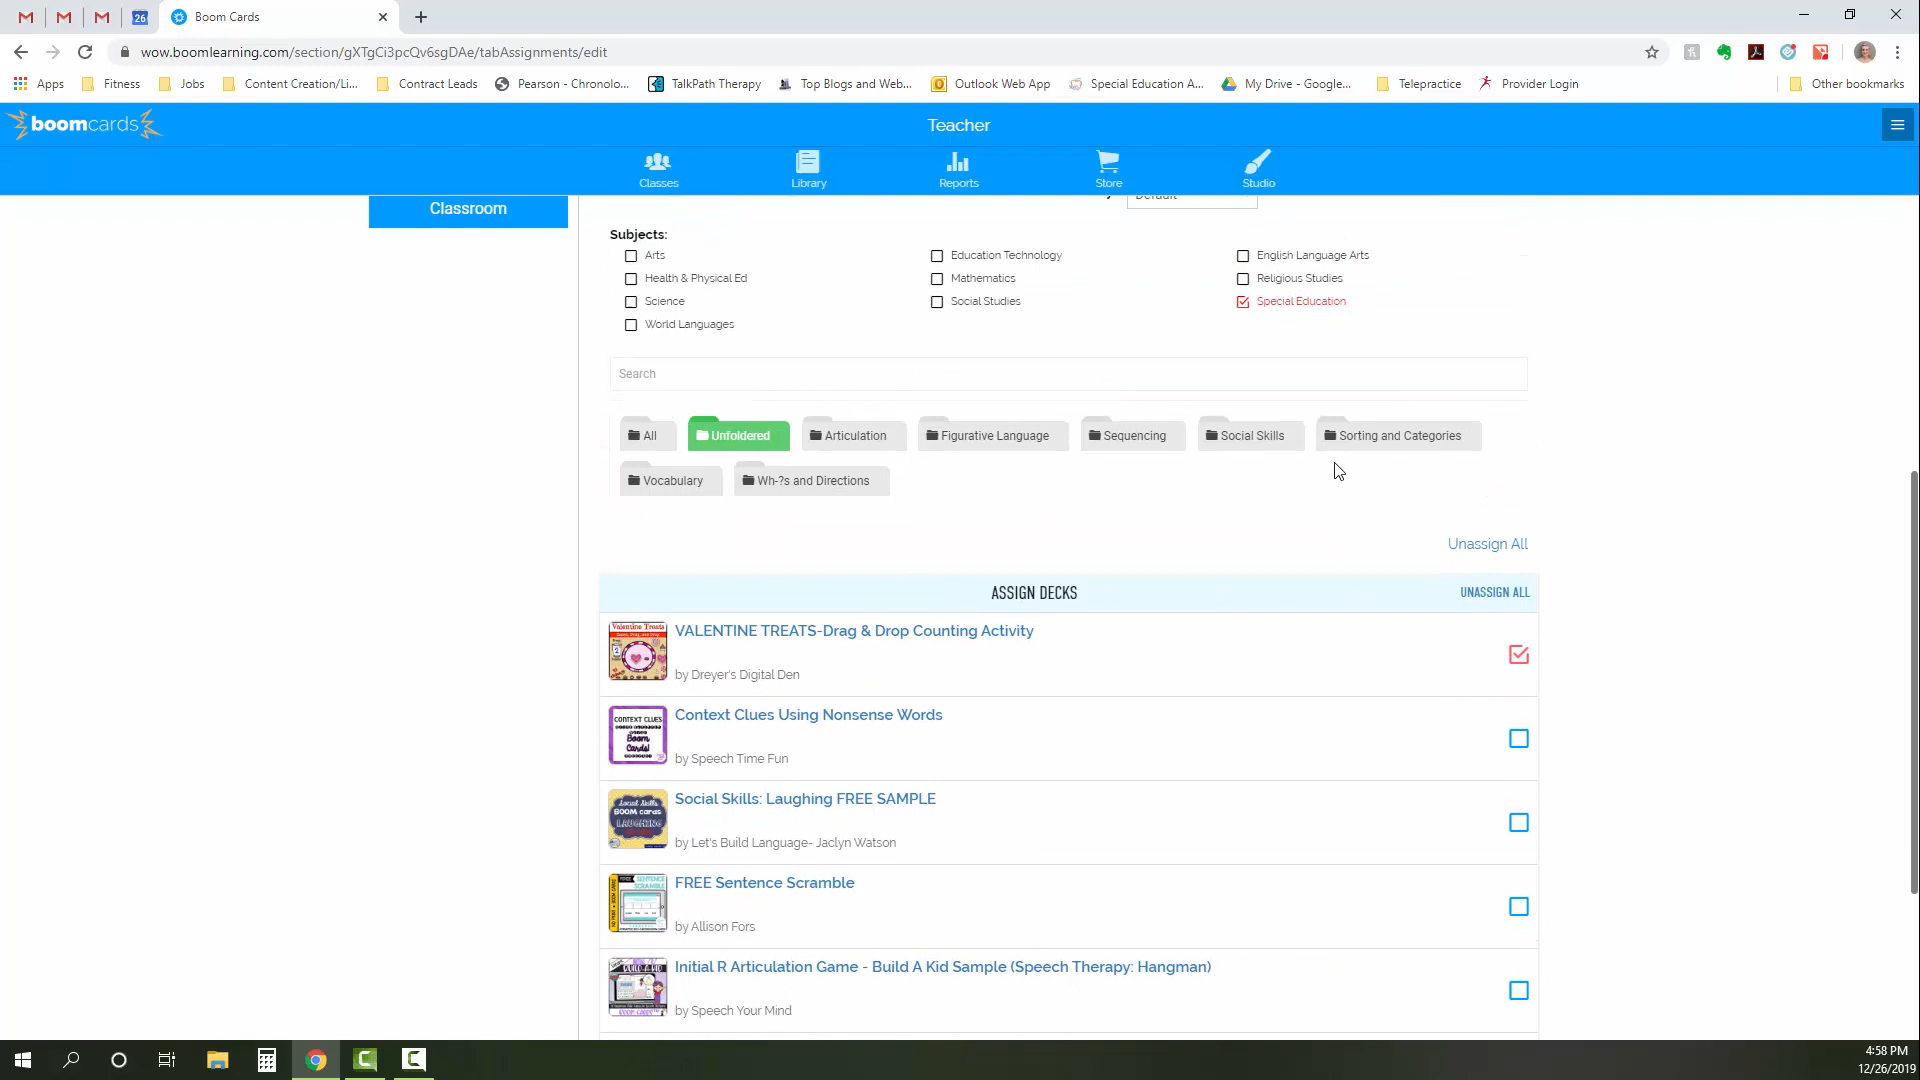 Boom Cards
26
wow.boomlearning.com/section/gXTgCi3pcQv6sgDAe/tabAssignments/edit
Apps Fitness Jobs Content Creation/Li... Contract Leads Pearson - Chronolo... TalkPath Therapy Top Blogs and Web... Outlook Web App Special Education A... My Drive - Google... Telepractice Provider Login Other bookmarks
boomcards Teacher
Classes Library Reports Store Studio
Classroom
Default
Subjects:
Arts Education Technology English Language Arts
Health & Physical Ed Mathematics Religious Studies
Science Social Studies Special Education
World Languages
Search
All Unfoldered Articulation Figurative Language Sequencing Social Skills Sorting and Categories
Vocabulary Wh-?s and Directions
Unassign All
ASSIGN DECKS UNASSIGN ALL
VALENTINE TREATS-Drag & Drop Counting Activity
by Dreyer's Digital Den
Context Clues Using Nonsense Words
by Speech Time Fun
Social Skills: Laughing FREE SAMPLE
by Let's Build Language- Jaclyn Watson
FREE Sentence Scramble
by Allison Fors
Initial R Articulation Game - Build A Kid Sample (Speech Therapy: Hangman)
by Speech Your Mind
4:58 PM
12/26/2019